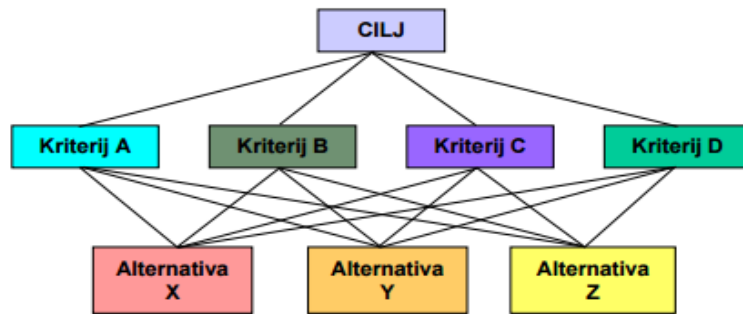 CILJ
Kriterij A
Kriterij B
Kriterij C
Kriterij D
Alternativa
X
Alternativa
Y
Alternativa
Z